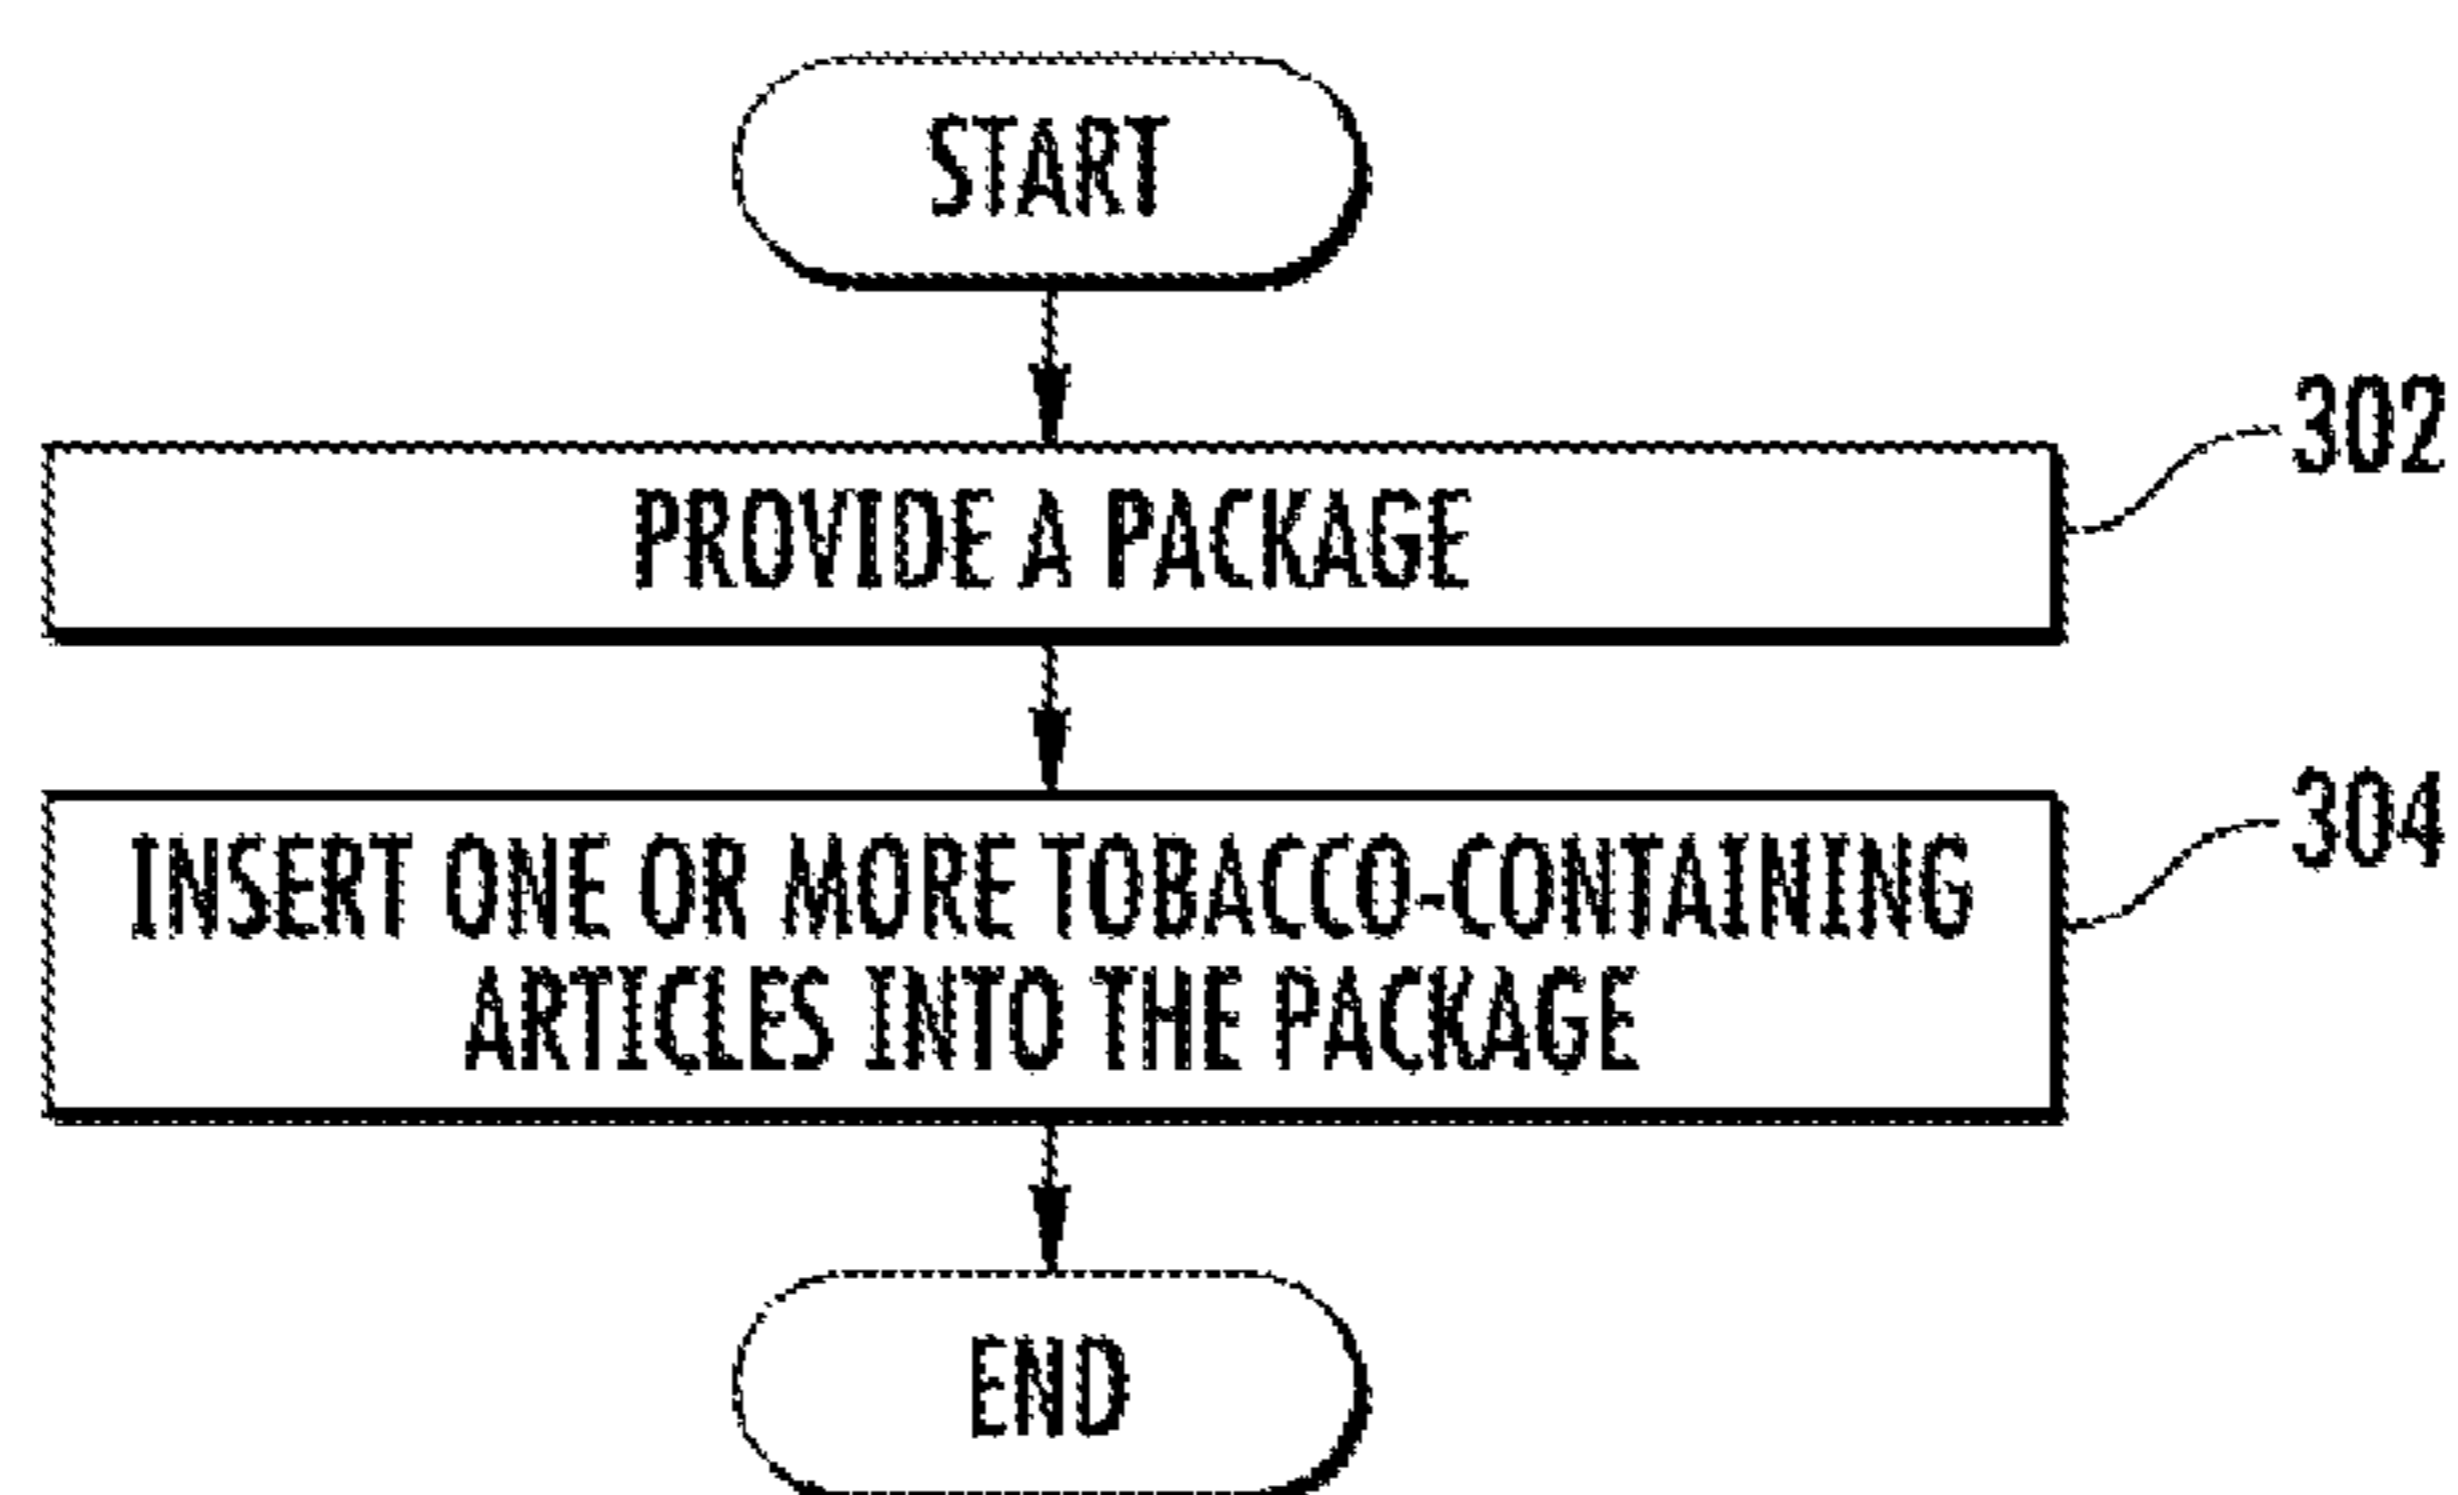 START
302
PROVIDE A PACKAGE
304
INSERT ONE OR MORE TOBACCO-CONTAINING
ARTICLES INTO THE PACKAGE
END